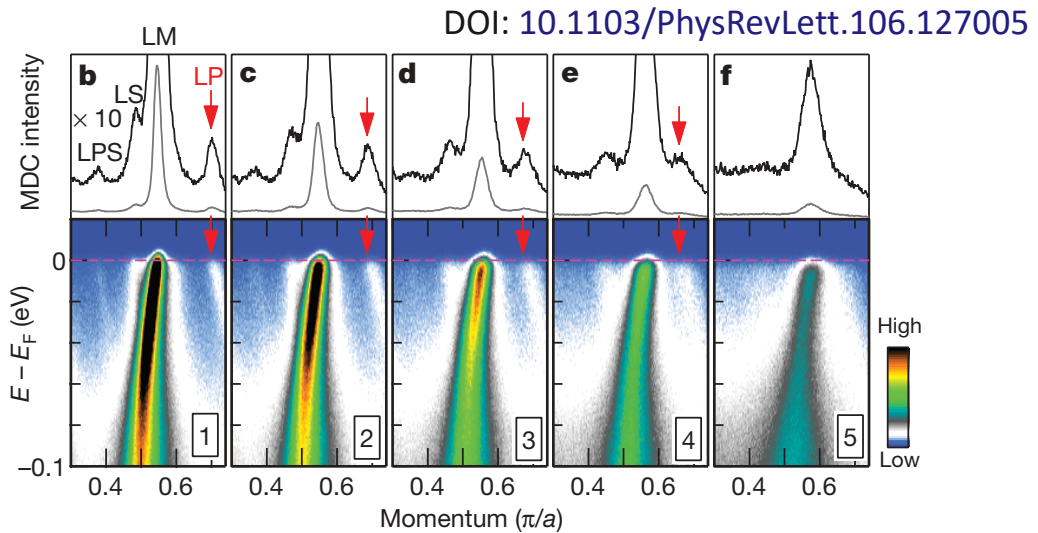 DOI: 10.1103/PhysRevLett.106.127005
LM
b
c
d
e
f
LS
LP
× 10
LPS
MDC intensity
0
E − E_F (eV)
−0.1
1
2
3
4
5
High
Low
0.4 0.6 0.4 0.6 0.4 0.6 0.4 0.6 0.4 0.6
Momentum (π/a)